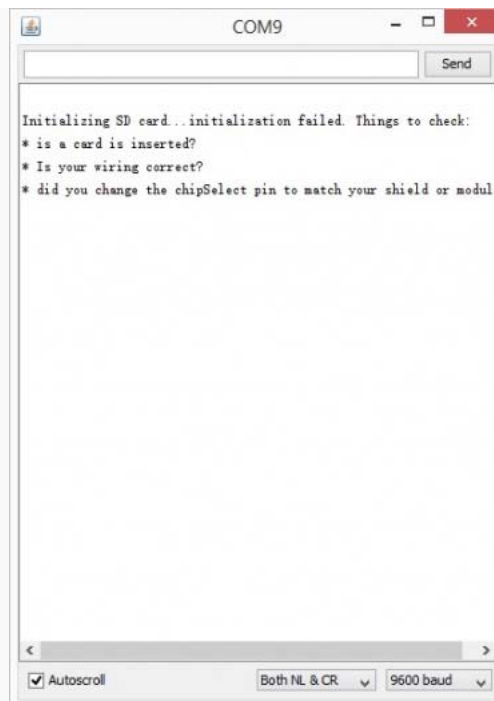 COM9
Send
Initializing SD card...initialization failed. Things to check:
* is a card is inserted?
* Is your wiring correct?
* did you change the chipSelect pin to match your shield or modul
Autoscroll
Both NL & CR
9600 baud